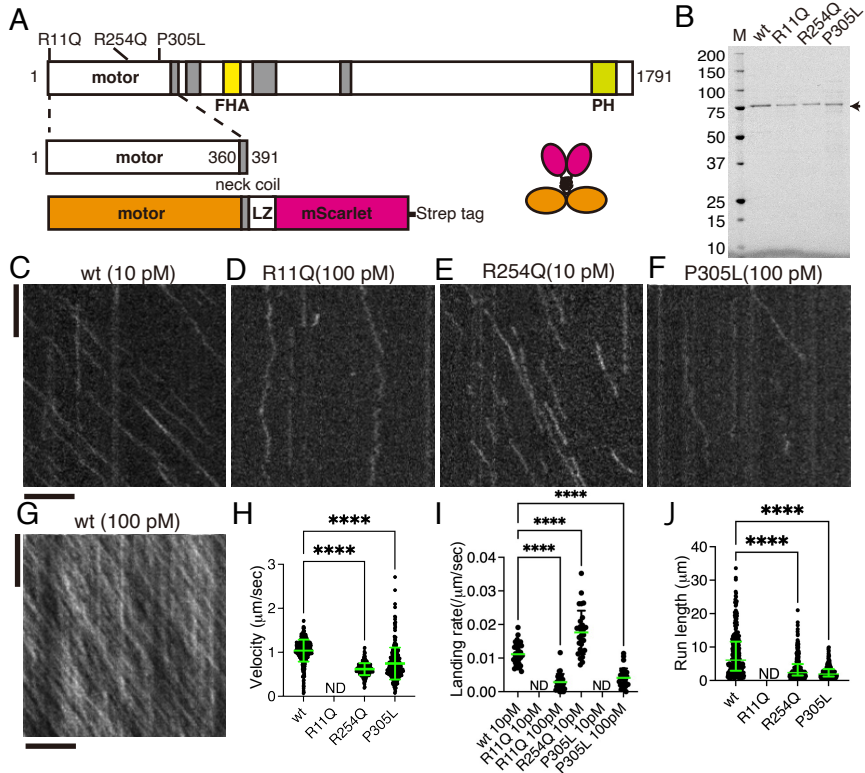 A
R11Q
R254Q
P305L
1
motor
1791
FHA
PH
1
motor
360
391
neck coil
motor
LZ
mScarlet
Strep tag
B
M
wt
R11Q
R254Q
P305L
200
150
100
75
50
37
25
15
10
C
wt (10 pM)
D
R11Q(100 pM)
E
R254Q(10 pM)
F
P305L(100 pM)
G
wt (100 pM)
H
Velocity (μm/sec)
3
2
1
0
****
****
ND
wt
R11Q
R254Q
P305L
I
Landing rate(/μm/sec)
0.04
0.03
0.02
0.01
0.00
****
****
****
ND
ND
wt 10pM
R11Q 10pM
R11Q 100pM
R254Q 10pM
P305L 10pM
P305L 100pM
J
Run length (μm)
40
30
20
10
0
****
****
ND
wt
R11Q
R254Q
P305L